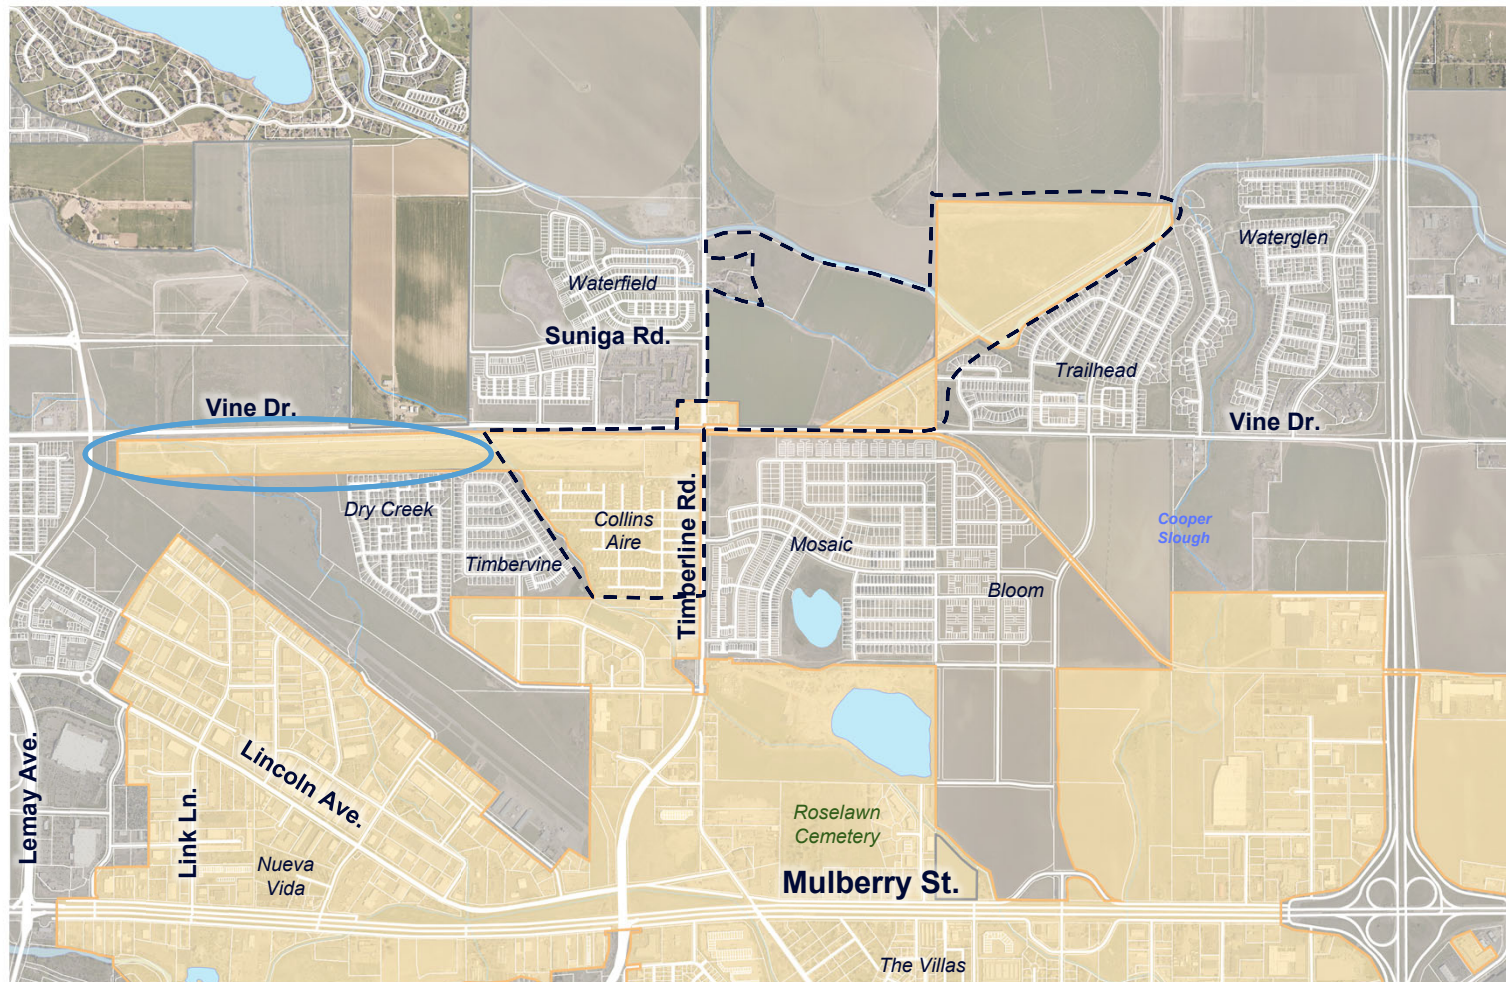 Waterglen
Waterfield
Suniga Rd.
Trailhead
Vine Dr.
Vine Dr.
Dry Creek
Collins
Aire
Timbervine
Timberline Rd.
Mosaic
Cooper
Slough
Bloom
Lemay Ave.
Link Ln.
Lincoln Ave.
Nueva
Vida
Roselawn
Cemetery
Mulberry St.
The Villas